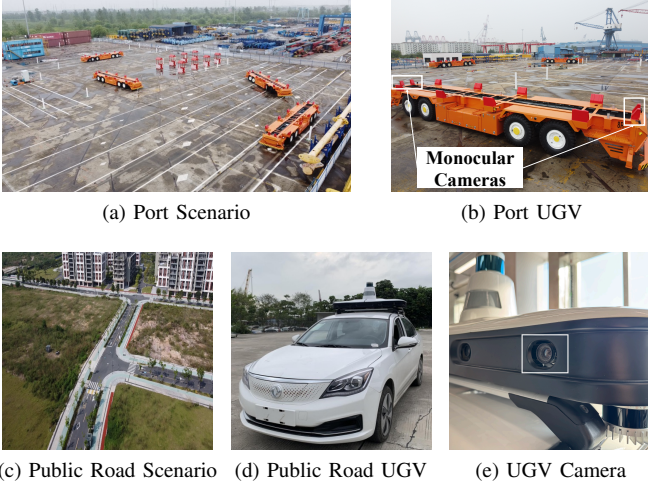 Monocular
Cameras
(a) Port Scenario
(b) Port UGV
(c) Public Road Scenario
(d) Public Road UGV
(e) UGV Camera